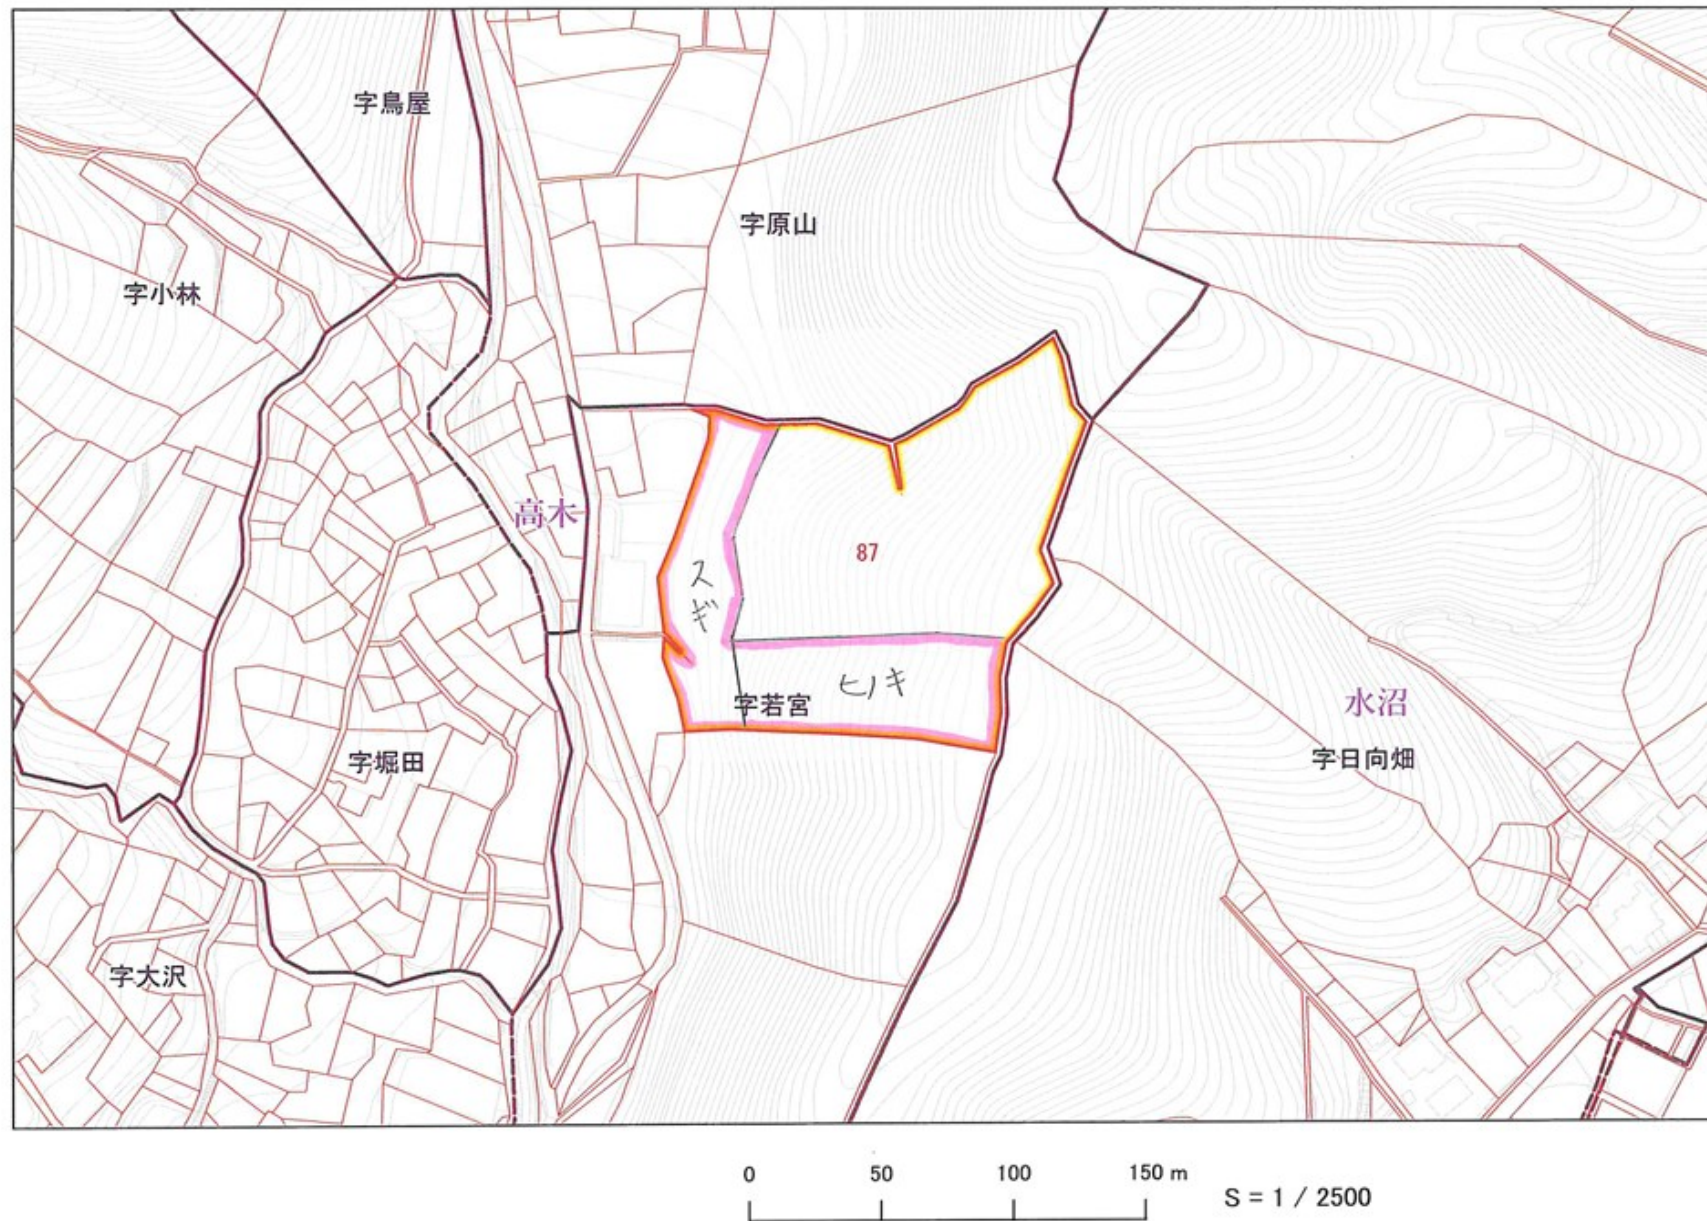 字鳥屋
字原山
字小林
高木
87
スギ
ヒノキ
字若宮
水沼
字堀田
字日向畑
字大沢
0 50 100 150 m
S = 1 / 2500